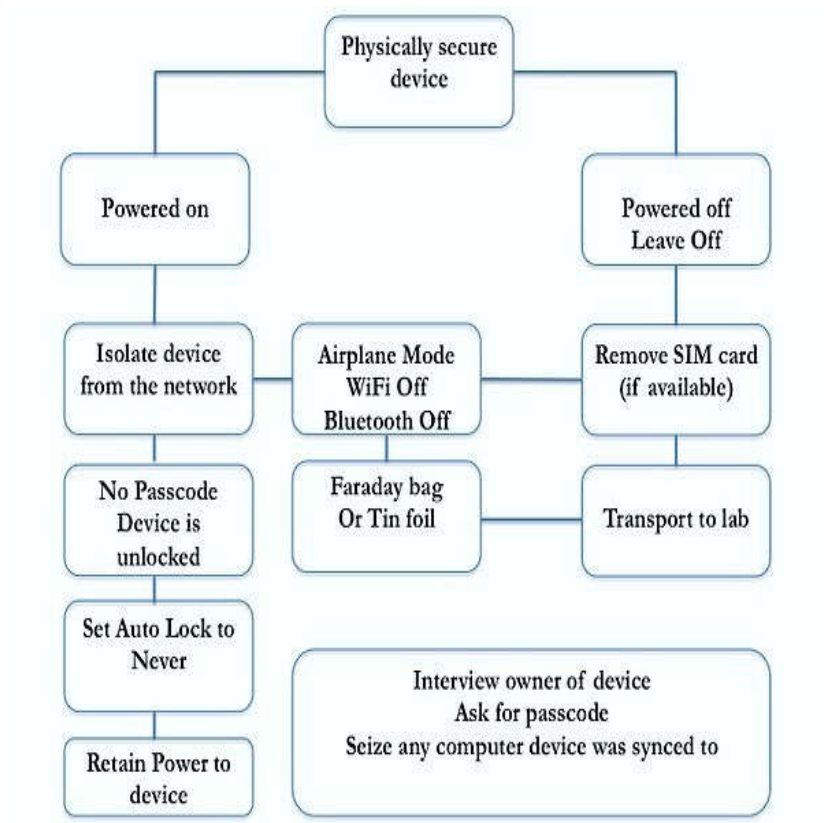 Physically secure
device
Powered on
Powered off
Leave Off
Isolate device
from the network
Airplane Mode
WiFi Off
Bluetooth Off
Remove SIM card
(if available)
No Passcode
Device is
unlocked
Faraday bag
Or Tin foil
Transport to lab
Set Auto Lock to
Never
Interview owner of device
Ask for passcode
Seize any computer device was synced to
Retain Power to
device